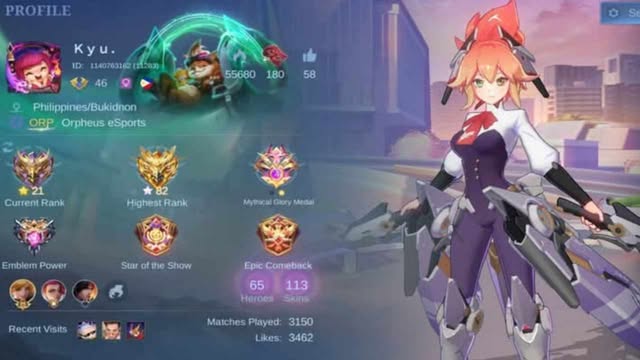 PROFILE
K y u .
ID: 1140763162 (11283)
46
55680 180 58
Philippines/Bukidnon
ORP Orpheus eSports
21 82
Current Rank Highest Rank Mythical Glory Medal
Emblem Power Star of the Show Epic Comeback
65 113
Heroes Skins
Recent Visits
Matches Played: 3150
Likes: 3462